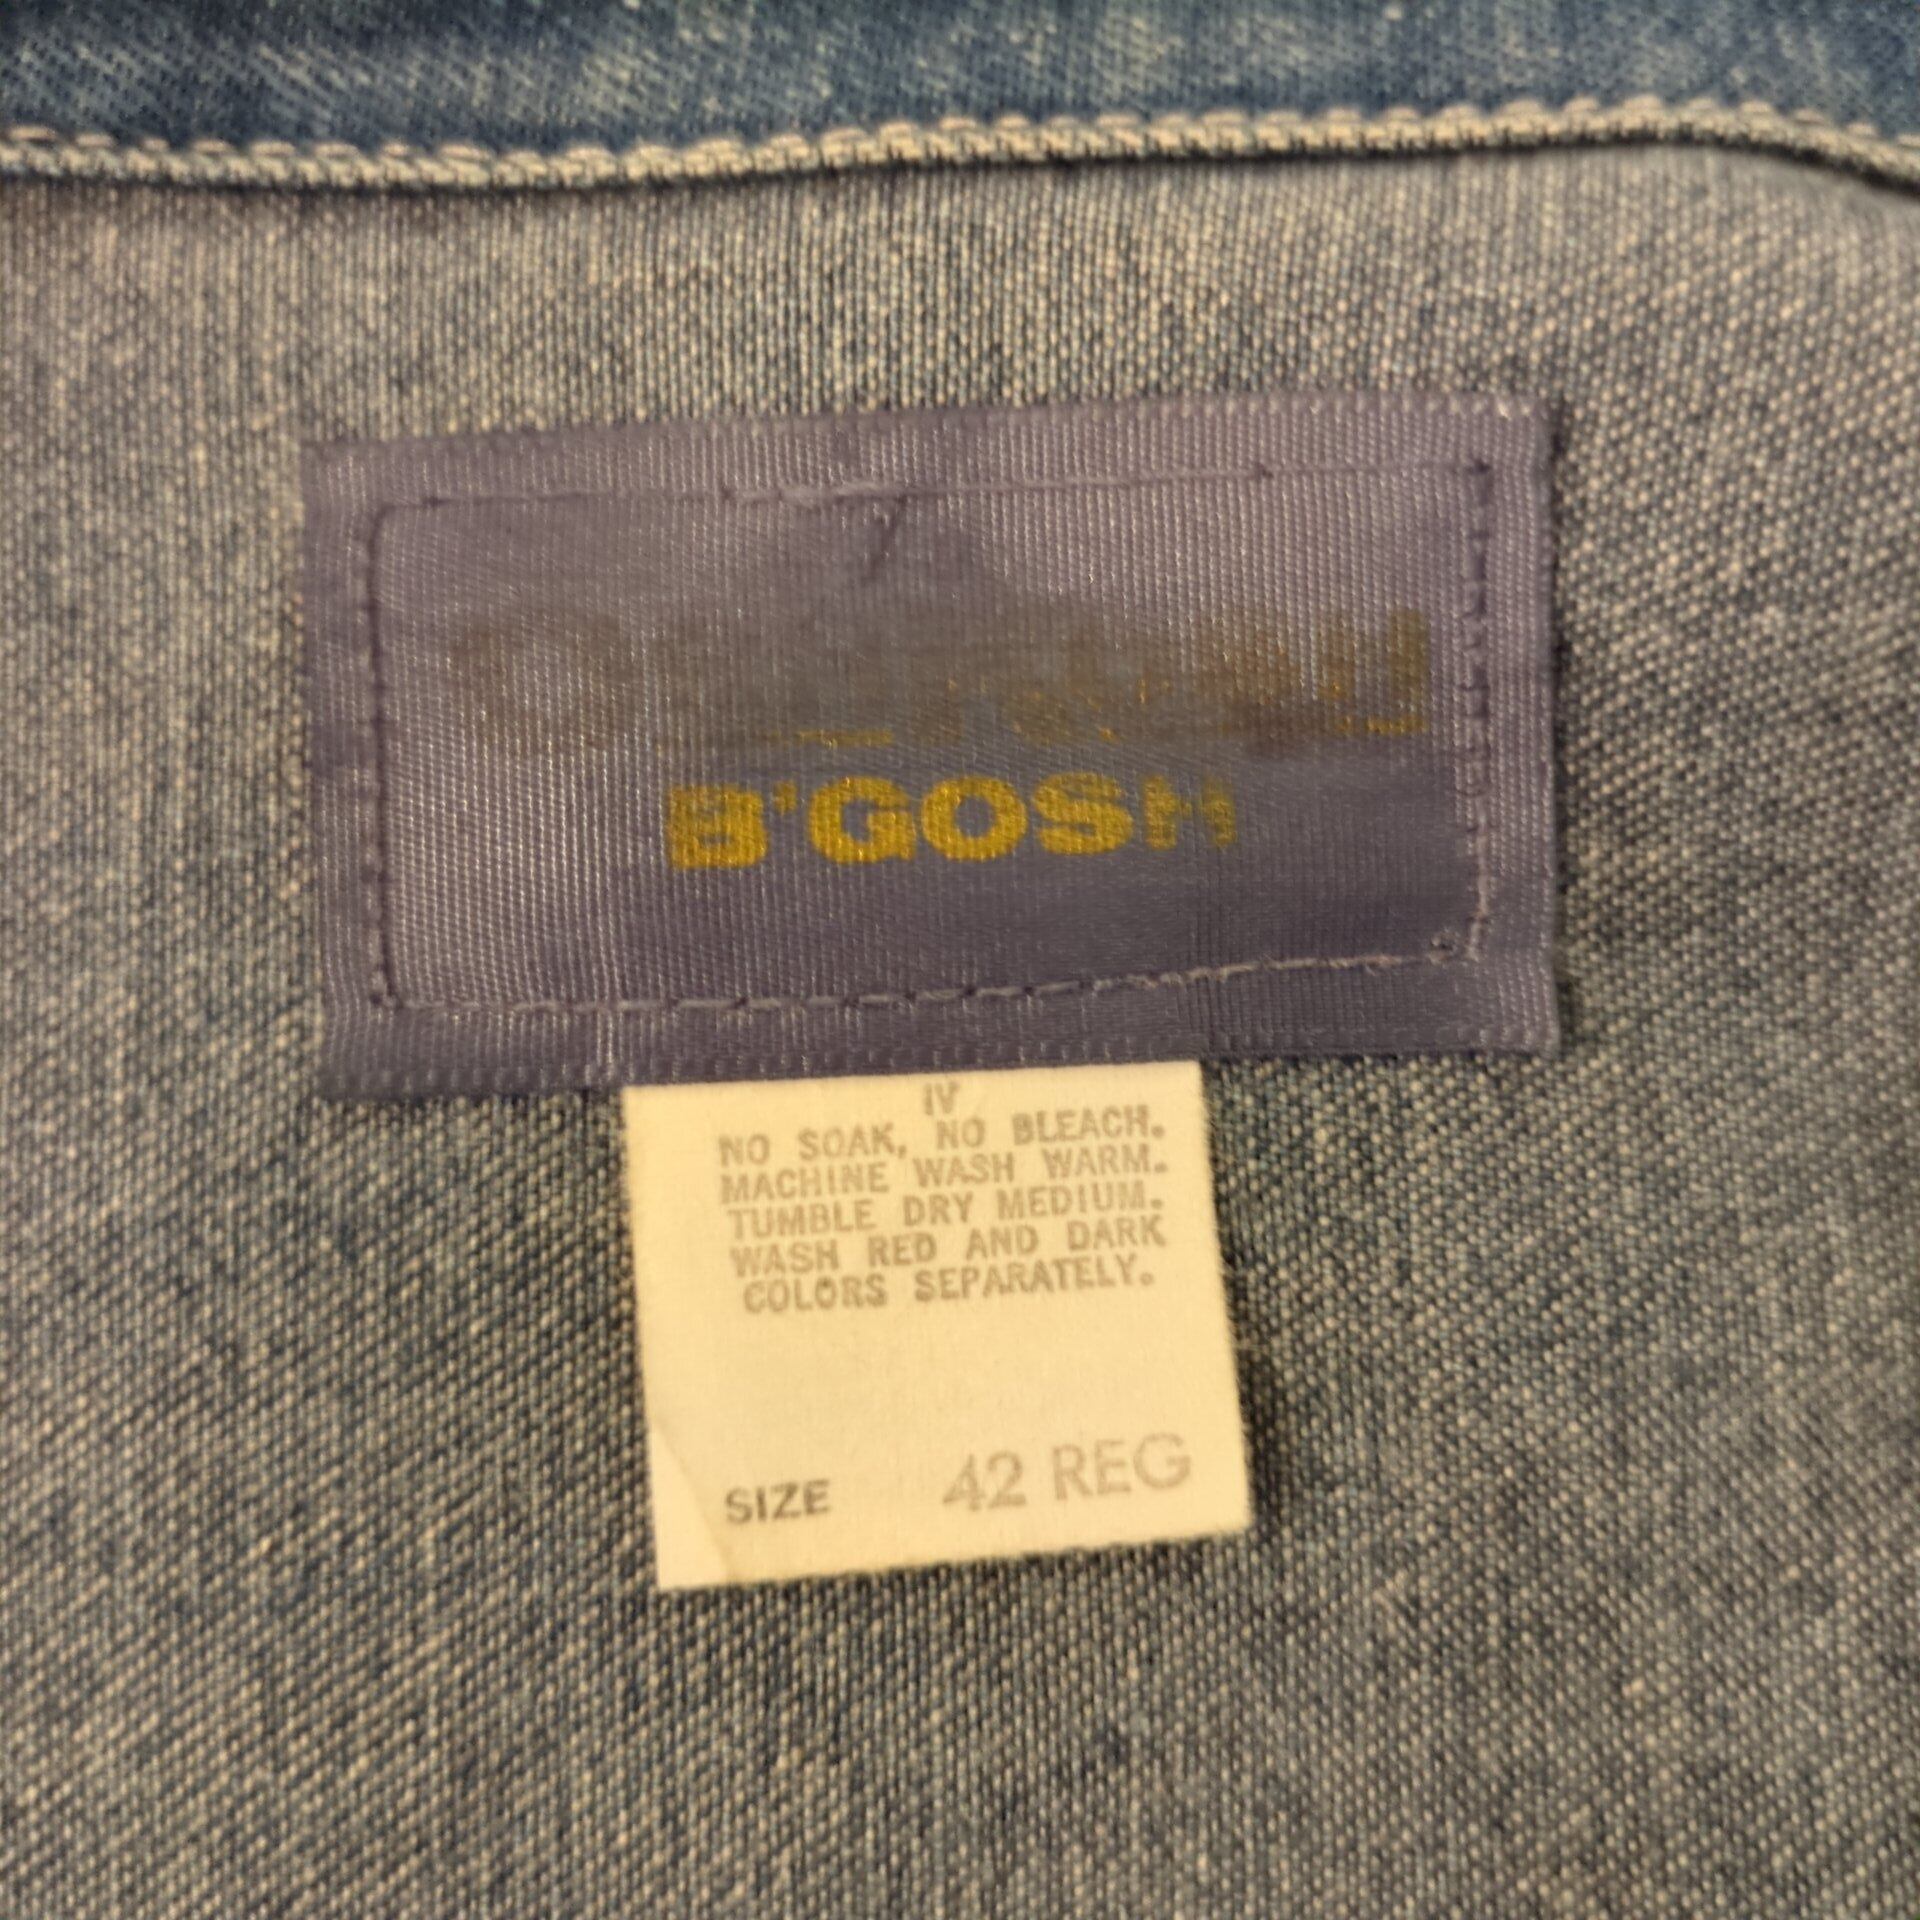 B'GOSH
IV
NO SOAK, NO BLEACH.
MACHINE WASH WARM.
TUMBLE DRY MEDIUM.
WASH RED AND DARK
COLORS SEPARATELY.
SIZE 42 REG